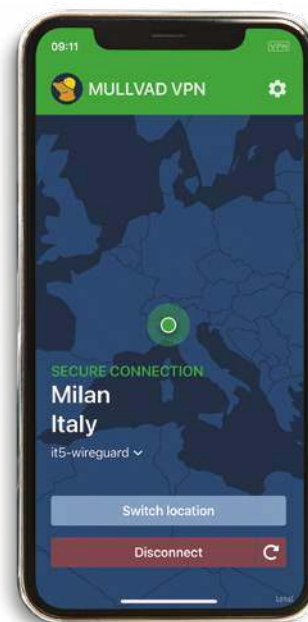 09:11
VPN
MULLVAD VPN
SECURE CONNECTION
Milan
Italy
it5-wireguard
Switch location
Disconnect
Legal